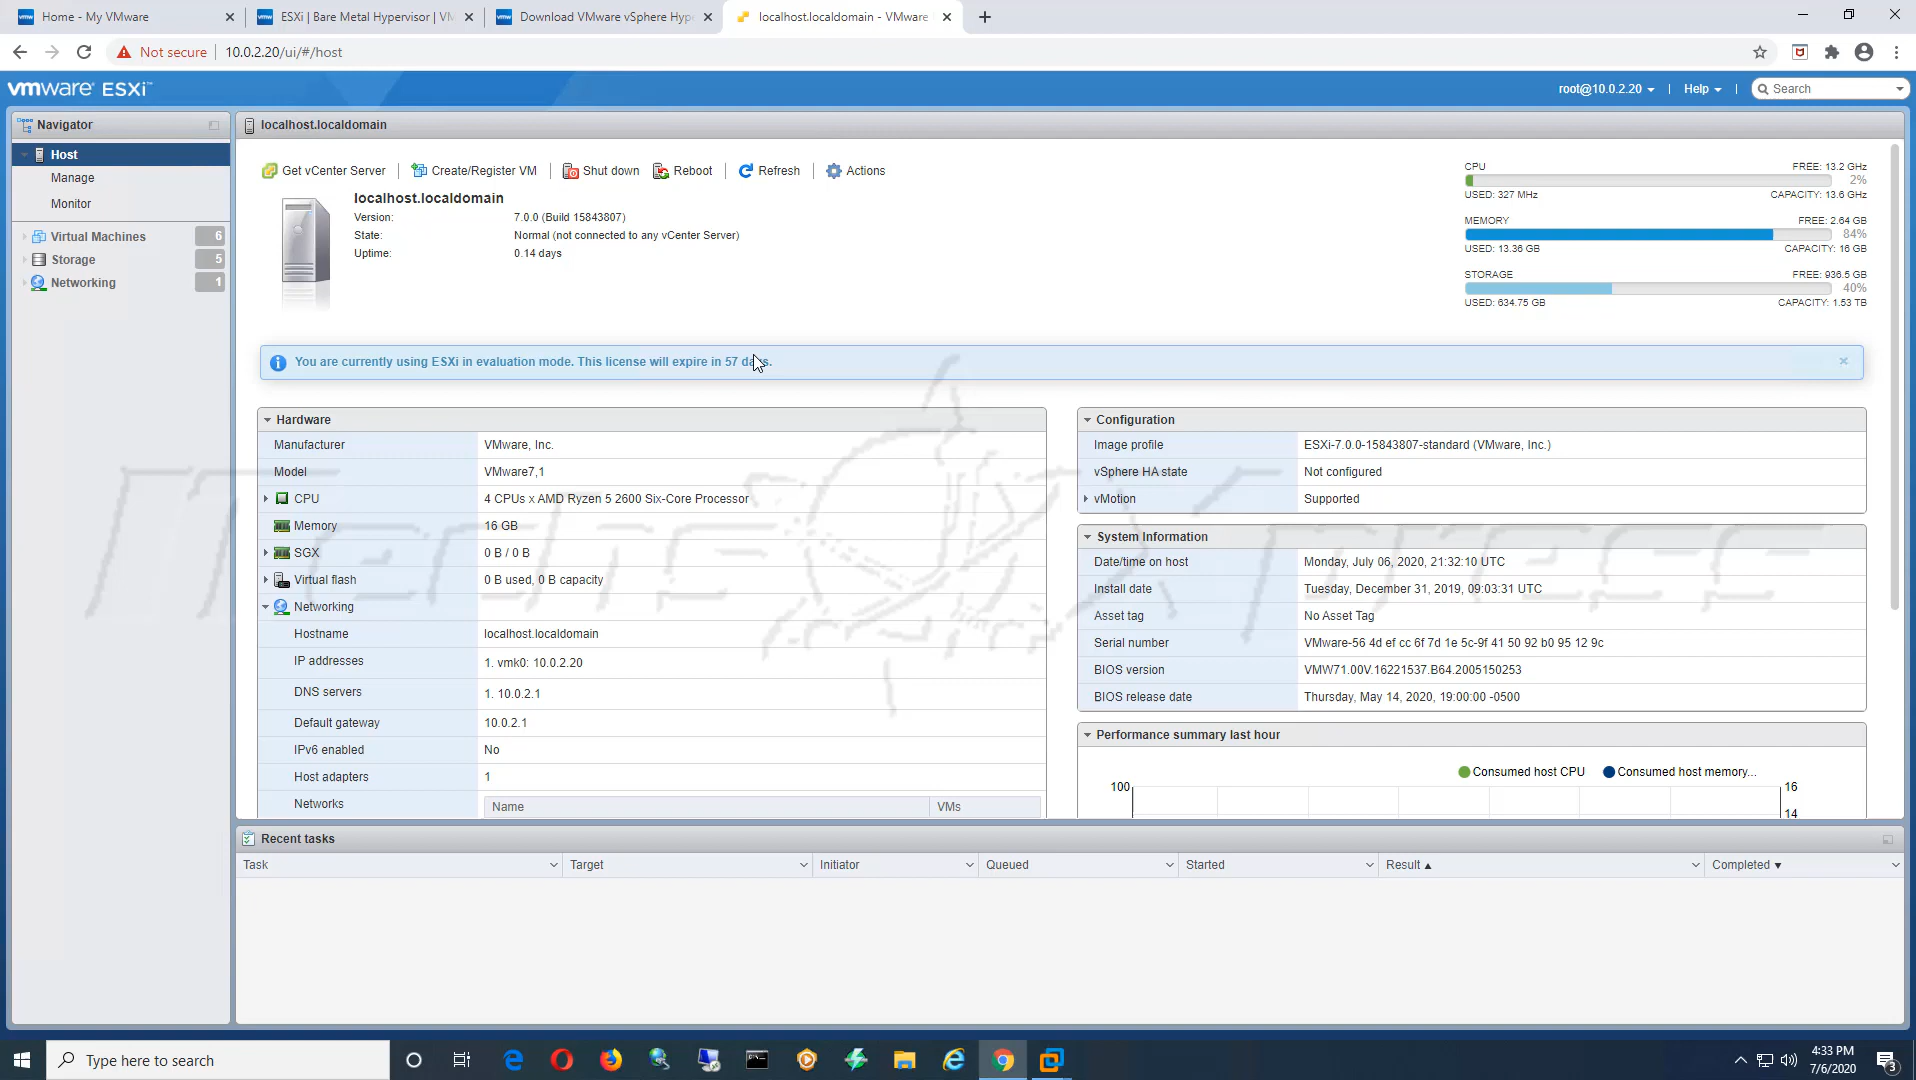 Home - My VMware
ESXi | Bare Metal Hypervisor | VM
Download VMware vSphere Hype
localhost.localdomain - VMware
Not secure
10.0.2.20/ui/#/host
vmware ESXi™
root@10.0.2.20
Help
Search
Navigator
Host
Manage
Monitor
Virtual Machines 6
Storage 5
Networking 1
localhost.localdomain
Get vCenter Server
Create/Register VM
Shut down
Reboot
Refresh
Actions
localhost.localdomain
Version: 7.0.0 (Build 15843807)
State: Normal (not connected to any vCenter Server)
Uptime: 0.14 days
CPU FREE: 13.2 GHz
2%
USED: 327 MHz CAPACITY: 13.6 GHz
MEMORY FREE: 2.64 GB
84%
USED: 13.36 GB CAPACITY: 16 GB
STORAGE FREE: 936.5 GB
40%
USED: 634.75 GB CAPACITY: 1.53 TB
You are currently using ESXi in evaluation mode. This license will expire in 57 days.
Hardware
Manufacturer VMware, Inc.
Model VMware7,1
CPU 4 CPUs x AMD Ryzen 5 2600 Six-Core Processor
Memory 16 GB
SGX 0 B / 0 B
Virtual flash 0 B used, 0 B capacity
Networking
Hostname localhost.localdomain
IP addresses 1. vmk0: 10.0.2.20
DNS servers 1. 10.0.2.1
Default gateway 10.0.2.1
IPv6 enabled No
Host adapters 1
Networks Name VMs
Configuration
Image profile ESXi-7.0.0-15843807-standard (VMware, Inc.)
vSphere HA state Not configured
vMotion Supported
System Information
Date/time on host Monday, July 06, 2020, 21:32:10 UTC
Install date Tuesday, December 31, 2019, 09:03:31 UTC
Asset tag No Asset Tag
Serial number VMware-56 4d ef cc 6f 7d 1e 5c-9f 41 50 92 b0 95 12 9c
BIOS version VMW71.00V.16221537.B64.2005150253
BIOS release date Thursday, May 14, 2020, 19:00:00 -0500
Performance summary last hour
Consumed host CPU Consumed host memory...
100 16
14
Recent tasks
Task Target Initiator Queued Started Result Completed
Type here to search
4:33 PM
7/6/2020
3